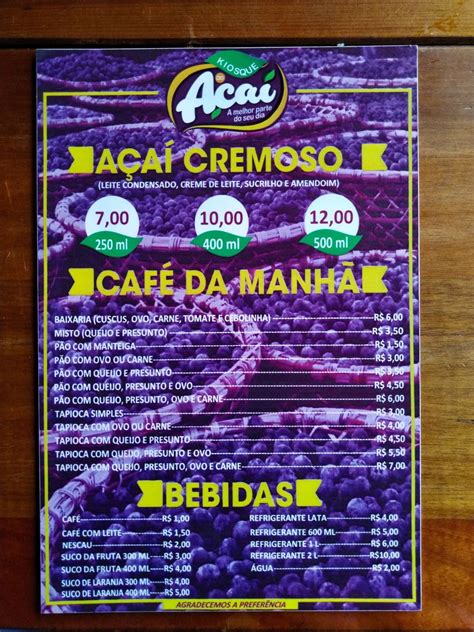 KIOSQUE
do
Açaí
A melhor parte
do seu dia
AÇAÍ CREMOSO
(LEITE CONDENSADO, CREME DE LEITE, SUCRILHO E AMENDOIM)
7,00 10,00 12,00
250 ml 400 ml 500 ml
CAFÉ DA MANHÃ
BAIXARIA (CUSCUS, OVO, CARNE, TOMATE E CEBOLINHA) R$ 6,00
MISTO (QUEIJO E PRESUNTO) R$ 3,50
PÃO COM MANTEIGA R$ 1,50
PÃO COM OVO OU CARNE R$ 3,00
PÃO COM QUEIJO E PRESUNTO R$ 3,50
PÃO COM QUEIJO, PRESUNTO E OVO R$ 4,50
PÃO COM QUEIJO, PRESUNTO, OVO E CARNE R$ 6,00
TAPIOCA SIMPLES R$ 3,00
TAPIOCA COM OVO OU CARNE R$ 4,00
TAPIOCA COM QUEIJO E PRESUNTO R$ 4,50
TAPIOCA COM QUEIJO, PRESUNTO E OVO R$ 5,50
TAPIOCA COM QUEIJO, PRESUNTO, OVO E CARNE R$ 7,00
BEBIDAS
CAFÉ R$ 1,00
CAFÉ COM LEITE R$ 1,50
NESCAU R$ 2,00
SUCO DA FRUTA 300 ML R$ 3,00
SUCO DA FRUTA 400 ML R$ 4,00
SUCO DE LARANJA 300 ML R$ 4,00
SUCO DE LARANJA 400 ML R$ 5,00
REFRIGERANTE LATA R$ 4,00
REFRIGERANTE 600 ML R$ 5,00
REFRIGERANTE 1 L R$ 6,00
REFRIGERANTE 2 L R$10,00
ÁGUA R$ 2,00
AGRADECEMOS A PREFERÊNCIA